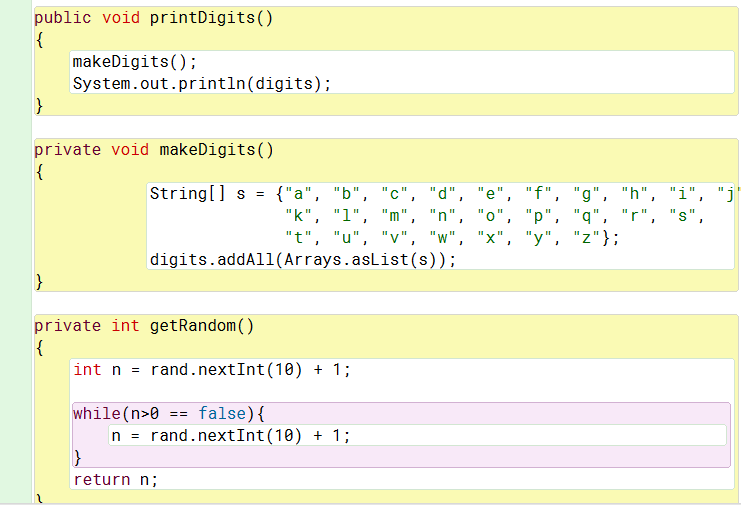 public void printDigits()
{
makeDigits();
System.out.println(digits);
}
private void makeDigits()
{
String[] s = {"a", "b", "c", "d", "e", "f", "g", "h", "i", "j"
"k", "l", "m", "n", "o", "p", "q", "r", "s",
"t", "u", "v", "w", "x", "y", "z"};
digits.addAll(Arrays.asList(s));
}
private int getRandom()
{
int n = rand.nextInt(10) + 1;
while(n>0 == false){
n = rand.nextInt(10) + 1;
}
return n;
}